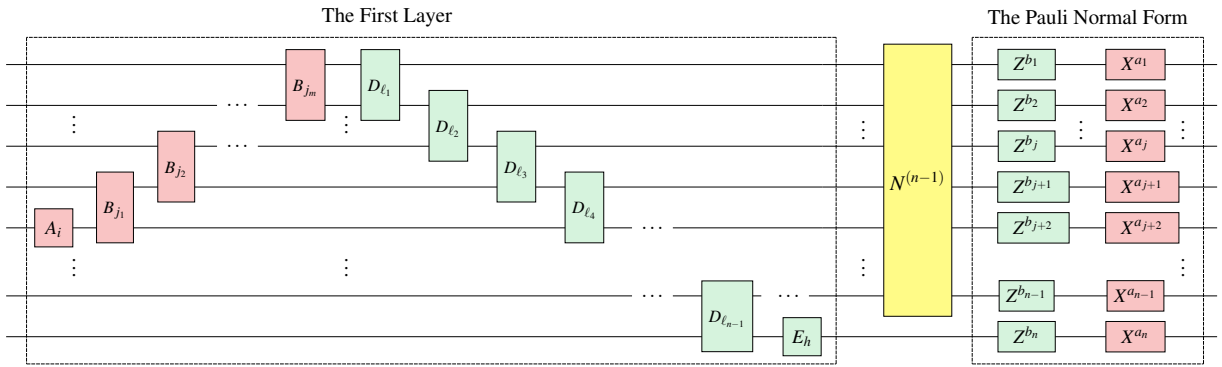 The First Layer
The Pauli Normal Form
B_{j_m} D_{ℓ_1} Z^{b_1} X^{a_1}
⋯ D_{ℓ_2} Z^{b_2} X^{a_2}
⋮ ⋮ ⋮ ⋮ ⋮
B_{j_2} ⋯ D_{ℓ_3} Z^{b_j} X^{a_j}
B_{j_1} D_{ℓ_4} N^{(n−1)} Z^{b_{j+1}} X^{a_{j+1}}
A_i ⋯ Z^{b_{j+2}} X^{a_{j+2}}
⋮ ⋮ ⋮ ⋮
⋯ D_{ℓ_{n−1}} ⋯ Z^{b_{n−1}} X^{a_{n−1}}
E_h Z^{b_n} X^{a_n}